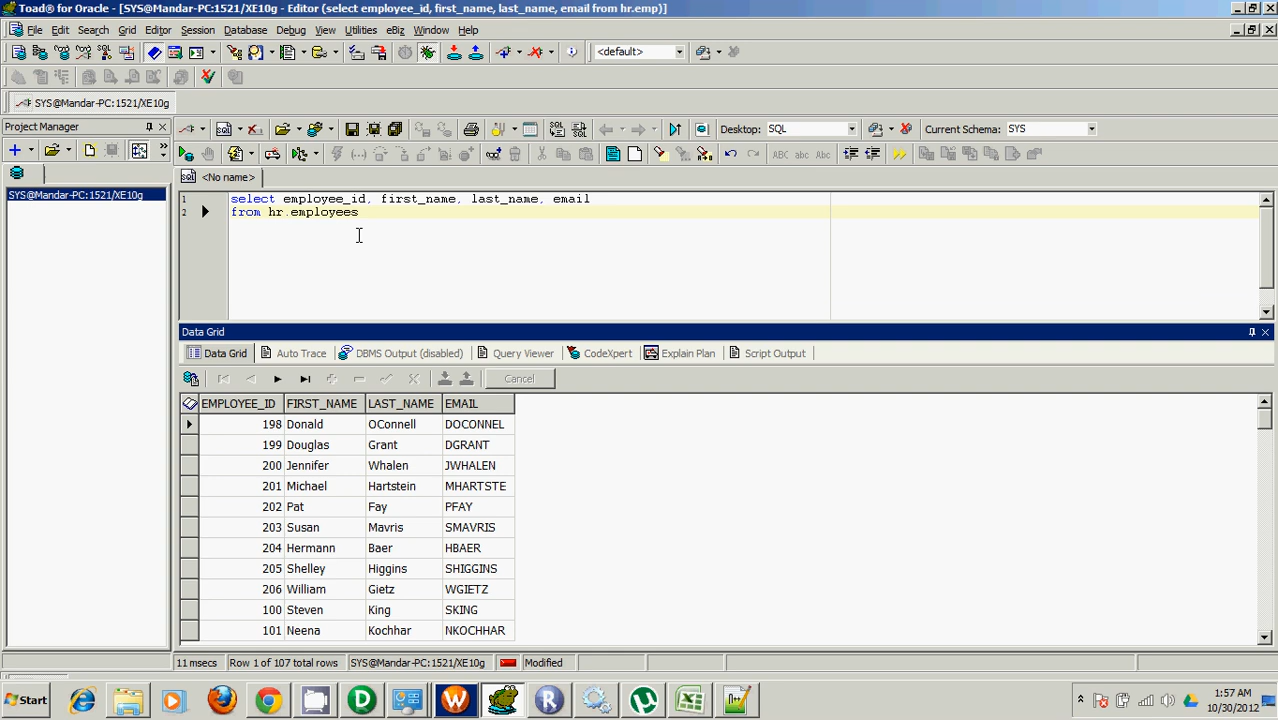 Toad® for Oracle - [SYS@Mandar-PC:1521/XE10g - Editor (select employee_id, first_name, last_name, email from hr.emp)]
File Edit Search Grid Editor Session Database Debug View Utilities eBiz Window Help
<default>
SYS@Mandar-PC:1521/XE10g
Project Manager
Desktop: SQL Current Schema: SYS
SYS@Mandar-PC:1521/XE10g
<No name>
1 select employee_id, first_name, last_name, email
2 from hr.employees
Data Grid
Data Grid Auto Trace DBMS Output (disabled) Query Viewer CodeXpert Explain Plan Script Output
Cancel
EMPLOYEE_ID FIRST_NAME LAST_NAME EMAIL
198 Donald OConnell DOCONNEL
199 Douglas Grant DGRANT
200 Jennifer Whalen JWHALEN
201 Michael Hartstein MHARTSTE
202 Pat Fay PFAY
203 Susan Mavris SMAVRIS
204 Hermann Baer HBAER
205 Shelley Higgins SHIGGINS
206 William Gietz WGIETZ
100 Steven King SKING
101 Neena Kochhar NKOCHHAR
11 msecs Row 1 of 107 total rows SYS@Mandar-PC:1521/XE10g Modified
Start
1:57 AM
10/30/2012